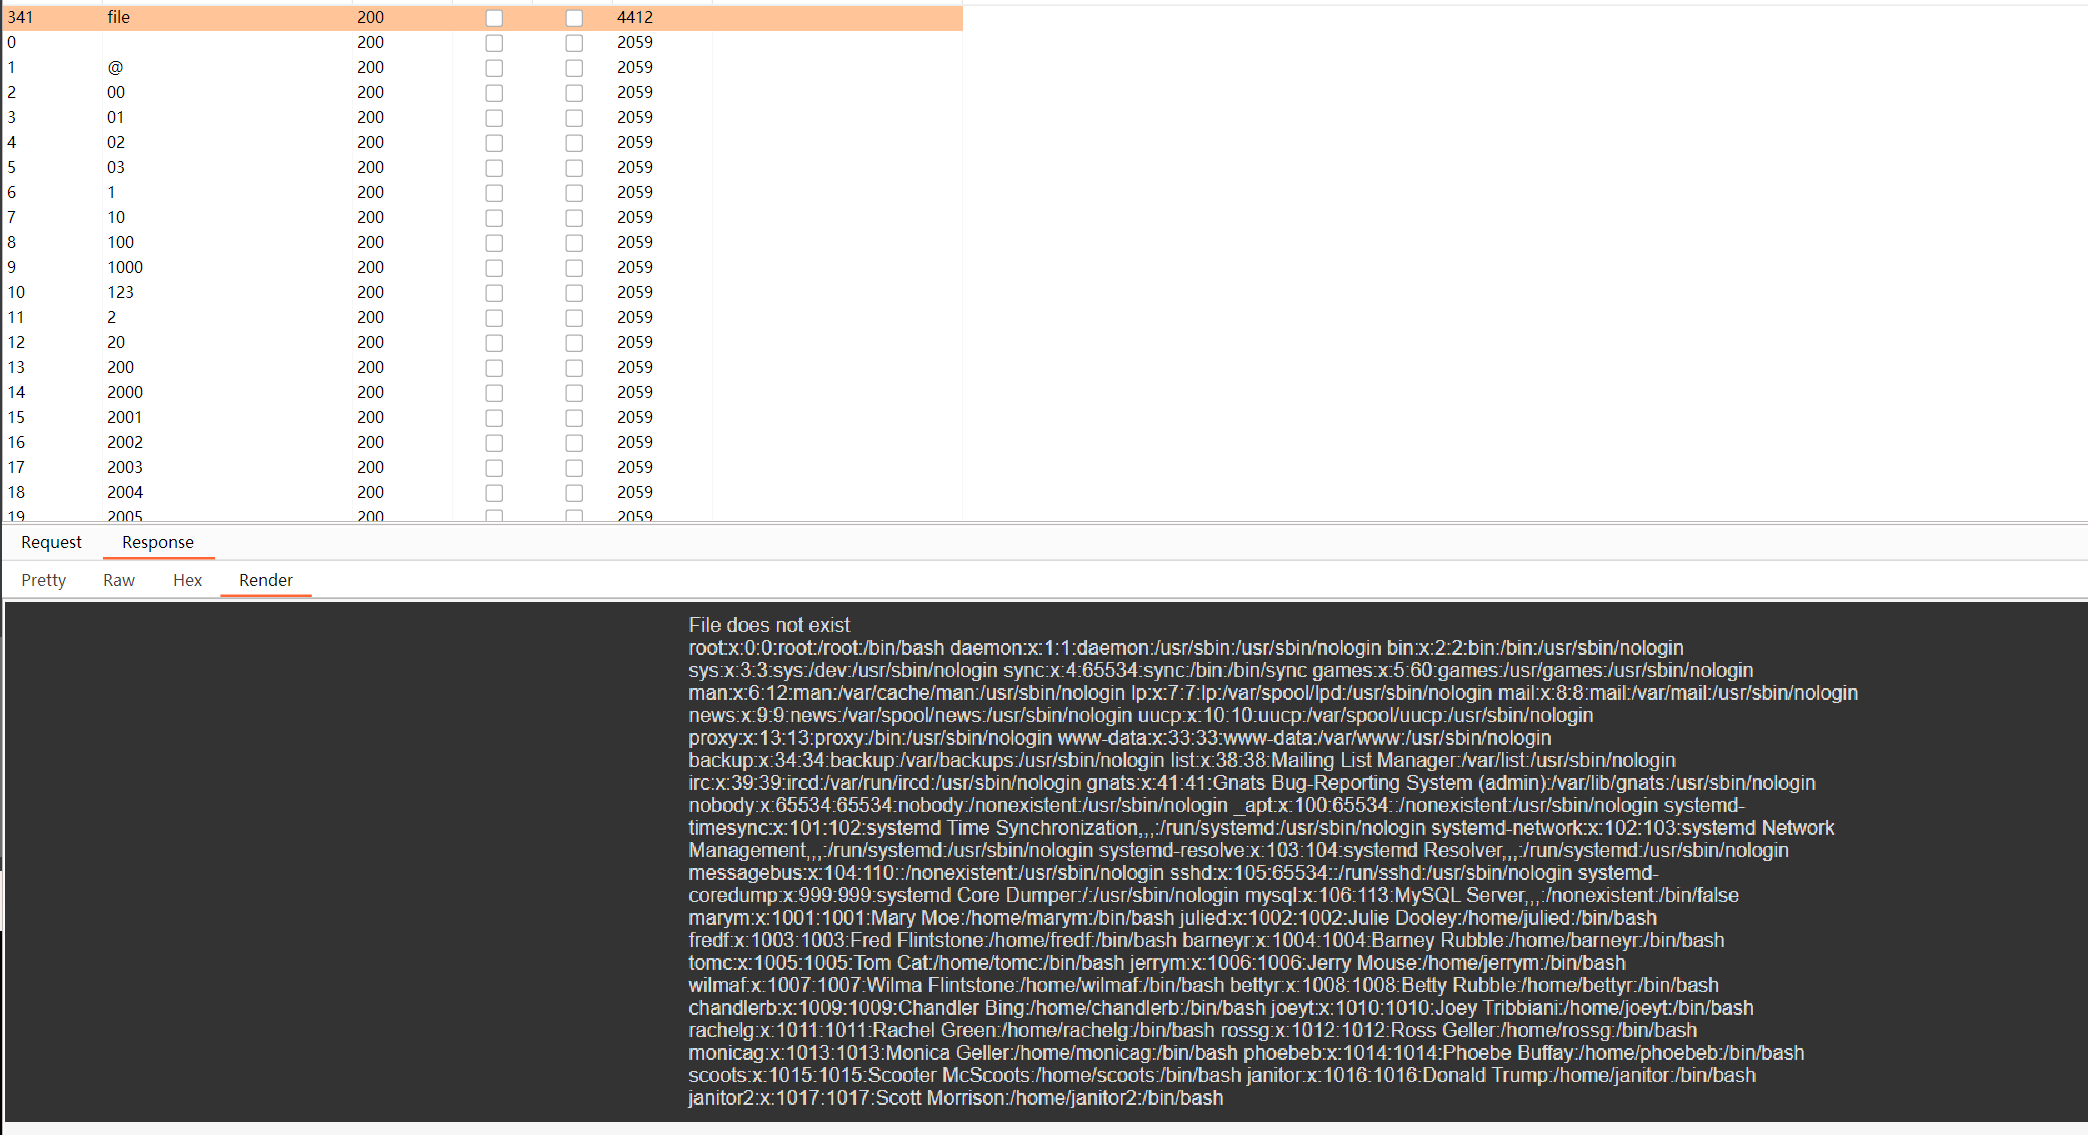 341 file 200 4412
0 200 2059
1 @ 200 2059
2 00 200 2059
3 01 200 2059
4 02 200 2059
5 03 200 2059
6 1 200 2059
7 10 200 2059
8 100 200 2059
9 1000 200 2059
10 123 200 2059
11 2 200 2059
12 20 200 2059
13 200 200 2059
14 2000 200 2059
15 2001 200 2059
16 2002 200 2059
17 2003 200 2059
18 2004 200 2059
19 2005 200 2059
Request Response
Pretty Raw Hex Render
File does not exist
root:x:0:0:root:/root:/bin/bash daemon:x:1:1:daemon:/usr/sbin:/usr/sbin/nologin bin:x:2:2:bin:/bin:/usr/sbin/nologin
sys:x:3:3:sys:/dev:/usr/sbin/nologin sync:x:4:65534:sync:/bin:/bin/sync games:x:5:60:games:/usr/games:/usr/sbin/nologin
man:x:6:12:man:/var/cache/man:/usr/sbin/nologin lp:x:7:7:lp:/var/spool/lpd:/usr/sbin/nologin mail:x:8:8:mail:/var/mail:/usr/sbin/nologin
news:x:9:9:news:/var/spool/news:/usr/sbin/nologin uucp:x:10:10:uucp:/var/spool/uucp:/usr/sbin/nologin
proxy:x:13:13:proxy:/bin:/usr/sbin/nologin www-data:x:33:33:www-data:/var/www:/usr/sbin/nologin
backup:x:34:34:backup:/var/backups:/usr/sbin/nologin list:x:38:38:Mailing List Manager:/var/list:/usr/sbin/nologin
irc:x:39:39:ircd:/var/run/ircd:/usr/sbin/nologin gnats:x:41:41:Gnats Bug-Reporting System (admin):/var/lib/gnats:/usr/sbin/nologin
nobody:x:65534:65534:nobody:/nonexistent:/usr/sbin/nologin _apt:x:100:65534::/nonexistent:/usr/sbin/nologin systemd-
timesync:x:101:102:systemd Time Synchronization,,,:/run/systemd:/usr/sbin/nologin systemd-network:x:102:103:systemd Network
Management,,,:/run/systemd:/usr/sbin/nologin systemd-resolve:x:103:104:systemd Resolver,,,:/run/systemd:/usr/sbin/nologin
messagebus:x:104:110::/nonexistent:/usr/sbin/nologin sshd:x:105:65534::/run/sshd:/usr/sbin/nologin systemd-
coredump:x:999:999:systemd Core Dumper:/:/usr/sbin/nologin mysql:x:106:113:MySQL Server,,,:/nonexistent:/bin/false
marym:x:1001:1001:Mary Moe:/home/marym:/bin/bash julied:x:1002:1002:Julie Dooley:/home/julied:/bin/bash
fredf:x:1003:1003:Fred Flintstone:/home/fredf:/bin/bash barneyr:x:1004:1004:Barney Rubble:/home/barneyr:/bin/bash
tomc:x:1005:1005:Tom Cat:/home/tomc:/bin/bash jerrym:x:1006:1006:Jerry Mouse:/home/jerrym:/bin/bash
wilmaf:x:1007:1007:Wilma Flintstone:/home/wilmaf:/bin/bash bettyr:x:1008:1008:Betty Rubble:/home/bettyr:/bin/bash
chandlerb:x:1009:1009:Chandler Bing:/home/chandlerb:/bin/bash joeyt:x:1010:1010:Joey Tribbiani:/home/joeyt:/bin/bash
rachelg:x:1011:1011:Rachel Green:/home/rachelg:/bin/bash rossg:x:1012:1012:Ross Geller:/home/rossg:/bin/bash
monicag:x:1013:1013:Monica Geller:/home/monicag:/bin/bash phoebeb:x:1014:1014:Phoebe Buffay:/home/phoebeb:/bin/bash
scoots:x:1015:1015:Scooter McScoots:/home/scoots:/bin/bash janitor:x:1016:1016:Donald Trump:/home/janitor:/bin/bash
janitor2:x:1017:1017:Scott Morrison:/home/janitor2:/bin/bash